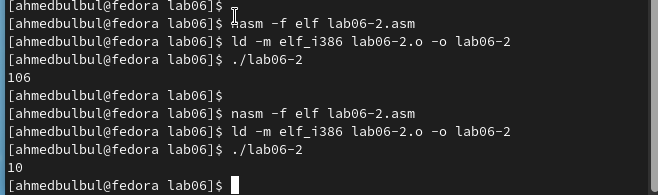 [ahmedbulbul@fedora lab06]$
[ahmedbulbul@fedora lab06]$ nasm -f elf lab06-2.asm
[ahmedbulbul@fedora lab06]$ ld -m elf_i386 lab06-2.o -o lab06-2
[ahmedbulbul@fedora lab06]$ ./lab06-2
106
[ahmedbulbul@fedora lab06]$
[ahmedbulbul@fedora lab06]$ nasm -f elf lab06-2.asm
[ahmedbulbul@fedora lab06]$ ld -m elf_i386 lab06-2.o -o lab06-2
[ahmedbulbul@fedora lab06]$ ./lab06-2
10
[ahmedbulbul@fedora lab06]$